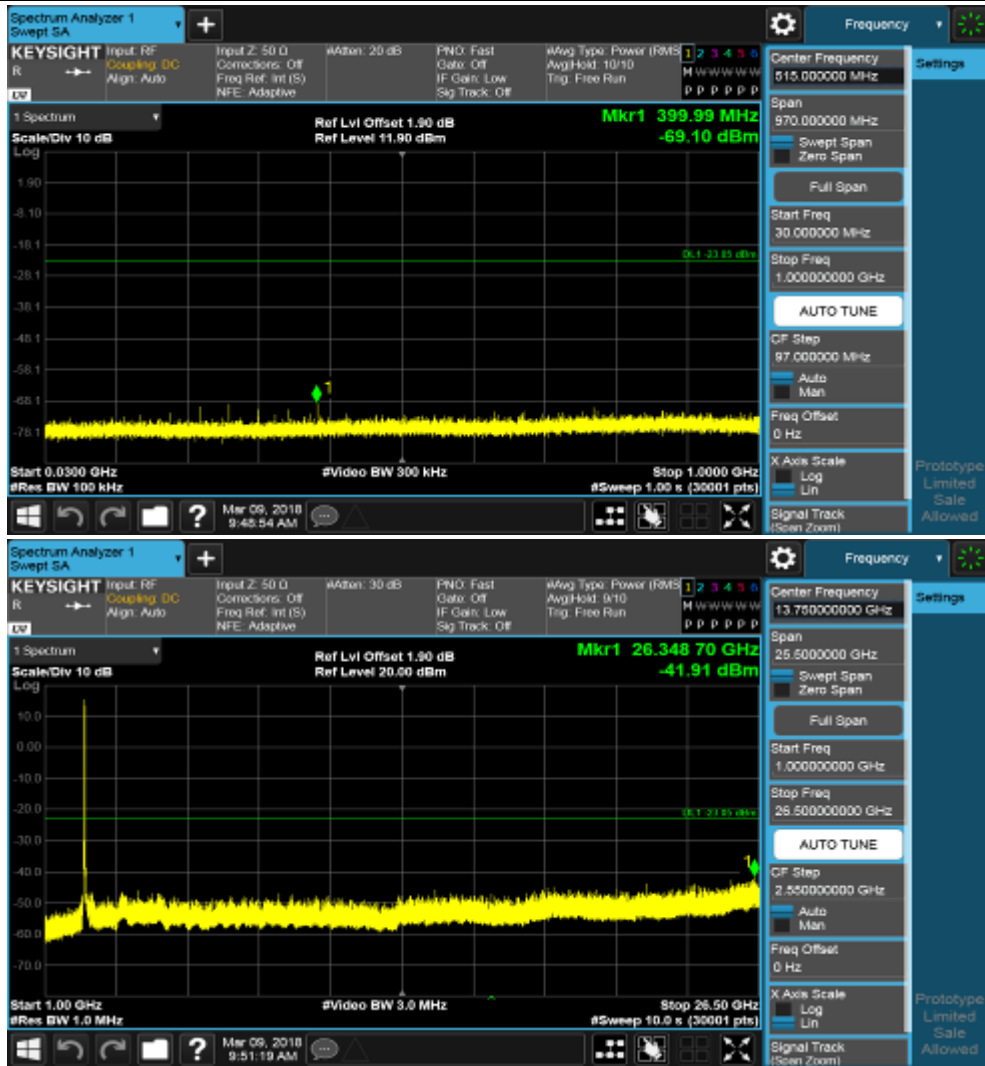 Spectrum Analyzer 1
Swept SA
Frequency
KEYSIGHT
R
Input: RF
Coupling: DC
Align: Auto
Input Z: 50 Ω
Corrections: Off
Freq Ref: Int (S)
NFE: Adaptive
#Atten: 20 dB
PNO: Fast
Gate: Off
IF Gain: Low
Sig Track: Off
#Avg Type: Power (RMS
Avg|Hold: 10/10
Trig: Free Run
1 2 3 4 5 6
M W W W W W
P P P P P P
1 Spectrum
Scale/Div 10 dB
Log
Ref Lvl Offset 1.90 dB
Ref Level 11.90 dBm
Mkr1 399.99 MHz
-69.10 dBm
1.90
-8.10
-18.1
DL1 -23.05 dBm
-28.1
-38.1
-48.1
-58.1
1
-68.1
-78.1
Start 0.0300 GHz
#Res BW 100 kHz
#Video BW 300 kHz
Stop 1.0000 GHz
#Sweep 1.00 s (30001 pts)
Mar 09, 2018
9:48:54 AM
Center Frequency
515.000000 MHz
Settings
Span
970.000000 MHz
Swept Span
Zero Span
Full Span
Start Freq
30.000000 MHz
Stop Freq
1.000000000 GHz
AUTO TUNE
CF Step
97.000000 MHz
Auto
Man
Freq Offset
0 Hz
X Axis Scale
Log
Lin
Signal Track
(Span Zoom)
Prototype
Limited
Sale
Allowed
Spectrum Analyzer 1
Swept SA
Frequency
KEYSIGHT
R
Input: RF
Coupling: DC
Align: Auto
Input Z: 50 Ω
Corrections: Off
Freq Ref: Int (S)
NFE: Adaptive
#Atten: 30 dB
PNO: Fast
Gate: Off
IF Gain: Low
Sig Track: Off
#Avg Type: Power (RMS
Avg|Hold: 9/10
Trig: Free Run
1 2 3 4 5 6
M W W W W W
P P P P P P
1 Spectrum
Scale/Div 10 dB
Log
Ref Lvl Offset 1.90 dB
Ref Level 20.00 dBm
Mkr1 26.348 70 GHz
-41.91 dBm
10.0
0.00
-10.0
-20.0
DL1 -23.05 dBm
-30.0
-40.0
1
-50.0
-60.0
-70.0
Start 1.00 GHz
#Res BW 1.0 MHz
#Video BW 3.0 MHz
Stop 26.50 GHz
#Sweep 10.0 s (30001 pts)
Mar 09, 2018
9:51:19 AM
Center Frequency
13.750000000 GHz
Settings
Span
25.5000000 GHz
Swept Span
Zero Span
Full Span
Start Freq
1.000000000 GHz
Stop Freq
26.500000000 GHz
AUTO TUNE
CF Step
2.550000000 GHz
Auto
Man
Freq Offset
0 Hz
X Axis Scale
Log
Lin
Signal Track
(Span Zoom)
Prototype
Limited
Sale
Allowed